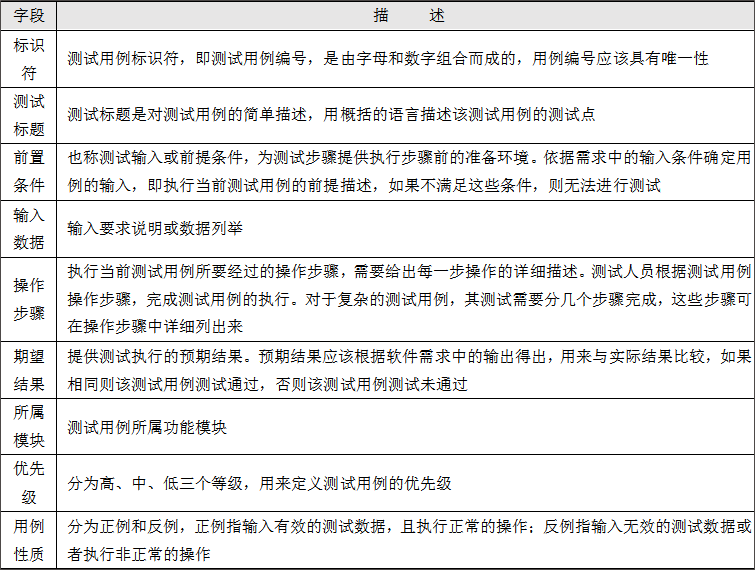 字段 描 述
标识符 测试用例标识符，即测试用例编号，是由字母和数字组合而成的，用例编号应该具有唯一性
测试标题 测试标题是对测试用例的简单描述，用概括的语言描述该测试用例的测试点
前置条件 也称测试输入或前提条件，为测试步骤提供执行步骤前的准备环境。依据需求中的输入条件确定用
例的输入，即执行当前测试用例的前提描述，如果不满足这些条件，则无法进行测试
输入数据 输入要求说明或数据列举
操作步骤 执行当前测试用例所要经过的操作步骤，需要给出每一步操作的详细描述。测试人员根据测试用例
操作步骤，完成测试用例的执行。对于复杂的测试用例，其测试需要分几个步骤完成，这些步骤可
在操作步骤中详细列出来
期望结果 提供测试执行的预期结果。预期结果应该根据软件需求中的输出得出，用来与实际结果比较，如果
相同则该测试用例测试通过，否则该测试用例测试未通过
所属模块 测试用例所属功能模块
优先级 分为高、中、低三个等级，用来定义测试用例的优先级
用例性质 分为正例和反例，正例指输入有效的测试数据，且执行正常的操作；反例指输入无效的测试数据或
者执行非正常的操作